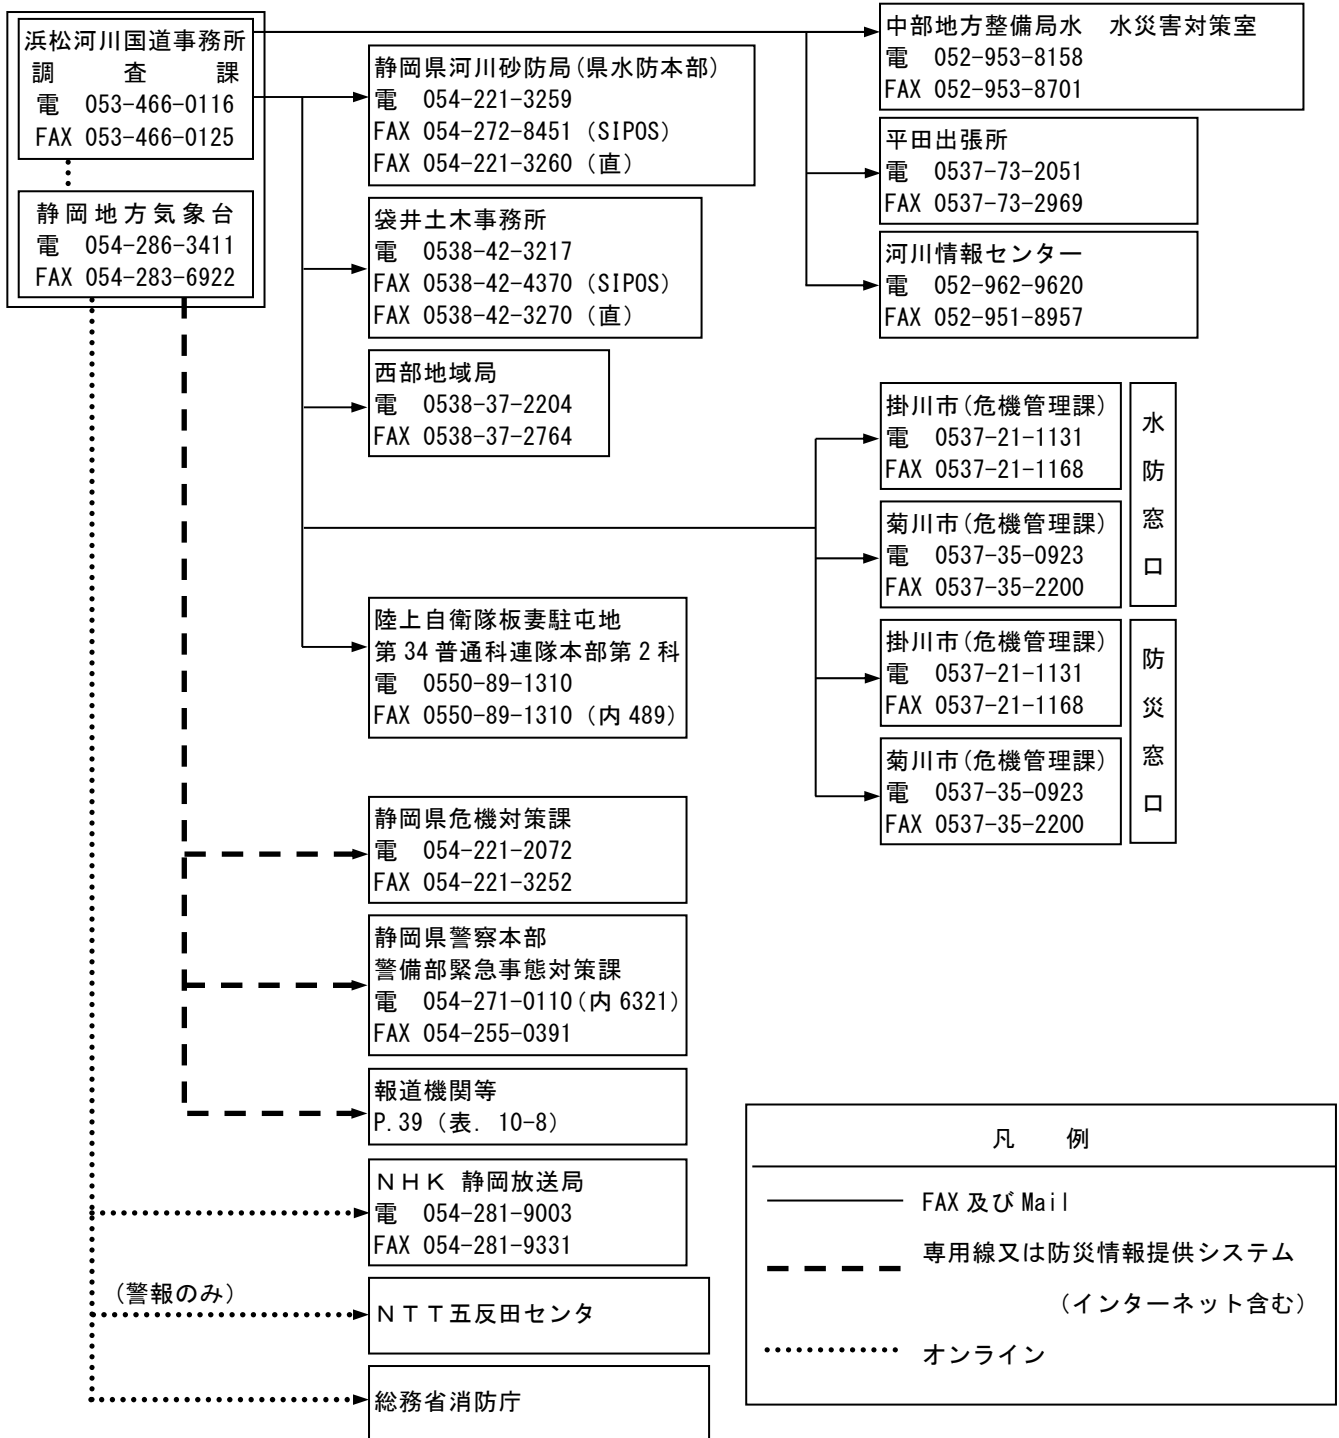 浜松河川国道事務所
調査課
電 053-466-0116
FAX 053-466-0125
静岡地方気象台
電 054-286-3411
FAX 054-283-6922
静岡県河川砂防局(県水防本部)
電 054-221-3259
FAX 054-272-8451 (SIPOS)
FAX 054-221-3260 (直)
袋井土木事務所
電 0538-42-3217
FAX 0538-42-4370 (SIPOS)
FAX 0538-42-3270 (直)
西部地域局
電 0538-37-2204
FAX 0538-37-2764
陸上自衛隊板妻駐屯地
第34普通科連隊本部第2科
電 0550-89-1310
FAX 0550-89-1310 (内489)
静岡県危機対策課
電 054-221-2072
FAX 054-221-3252
静岡県警察本部
警備部緊急事態対策課
電 054-271-0110(内6321)
FAX 054-255-0391
報道機関等
P.39 (表. 10-8)
NHK 静岡放送局
電 054-281-9003
FAX 054-281-9331
(警報のみ)
NTT五反田センタ
総務省消防庁
中部地方整備局水 水災害対策室
電 052-953-8158
FAX 052-953-8701
平田出張所
電 0537-73-2051
FAX 0537-73-2969
河川情報センター
電 052-962-9620
FAX 052-951-8957
掛川市(危機管理課)
電 0537-21-1131
FAX 0537-21-1168
菊川市(危機管理課)
電 0537-35-0923
FAX 0537-35-2200
水防窓口
掛川市(危機管理課)
電 0537-21-1131
FAX 0537-21-1168
菊川市(危機管理課)
電 0537-35-0923
FAX 0537-35-2200
防災窓口
凡 例
FAX及びMail
専用線又は防災情報提供システム
(インターネット含む)
オンライン